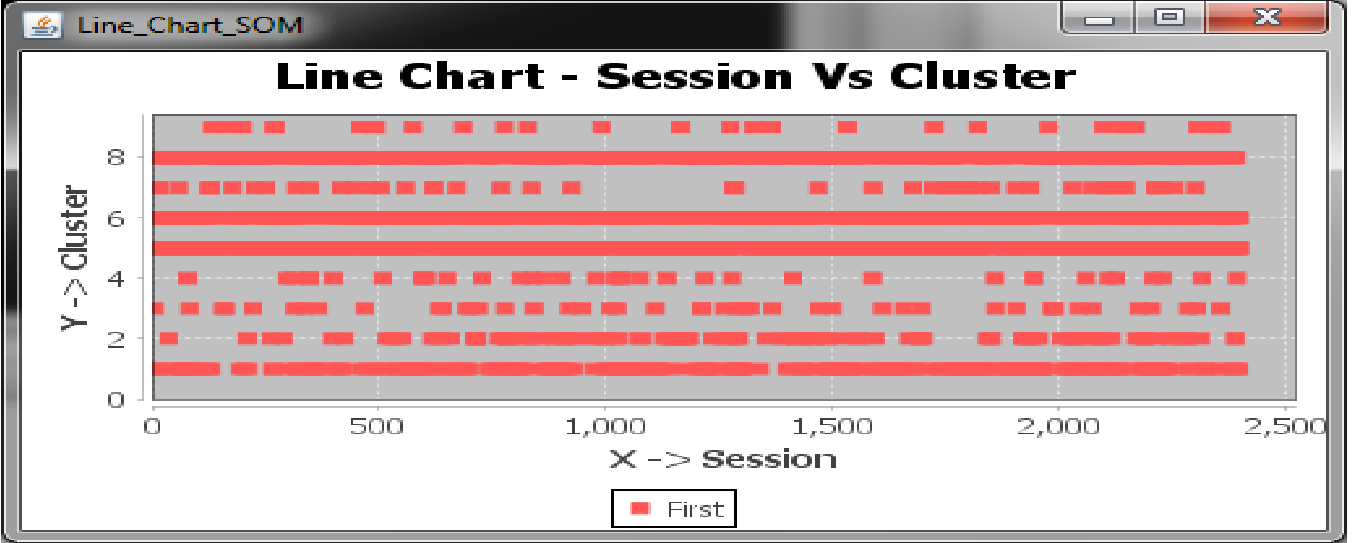 Line_Chart_SOM
Line Chart - Session Vs Cluster
Y -> Cluster
8
6
4
2
0
0 500 1,000 1,500 2,000 2,500
X -> Session
First